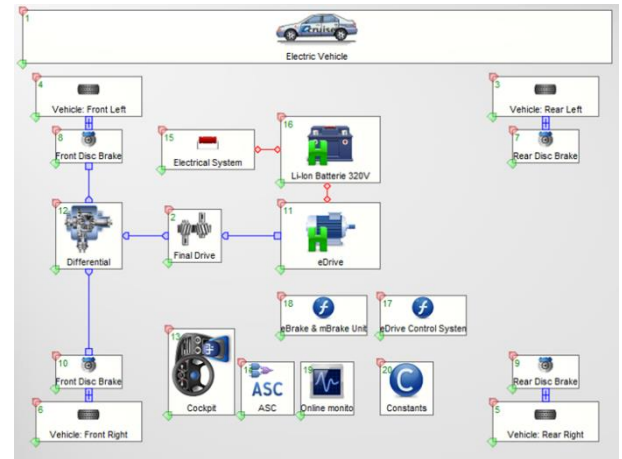 1
Cruise
Electric Vehicle
4
Vehicle: Front Left
3
Vehicle: Rear Left
8
Front Disc Brake
15
Electrical System
16
Li-Ion Batterie 320V
7
Rear Disc Brake
12
Differential
2
Final Drive
11
eDrive
18
eBrake & mBrake Unit
17
eDrive Control System
10
Front Disc Brake
13
Cockpit
ASC
ASC
19
Online monito
20
C
Constants
9
Rear Disc Brake
6
Vehicle: Front Right
5
Vehicle: Rear Right